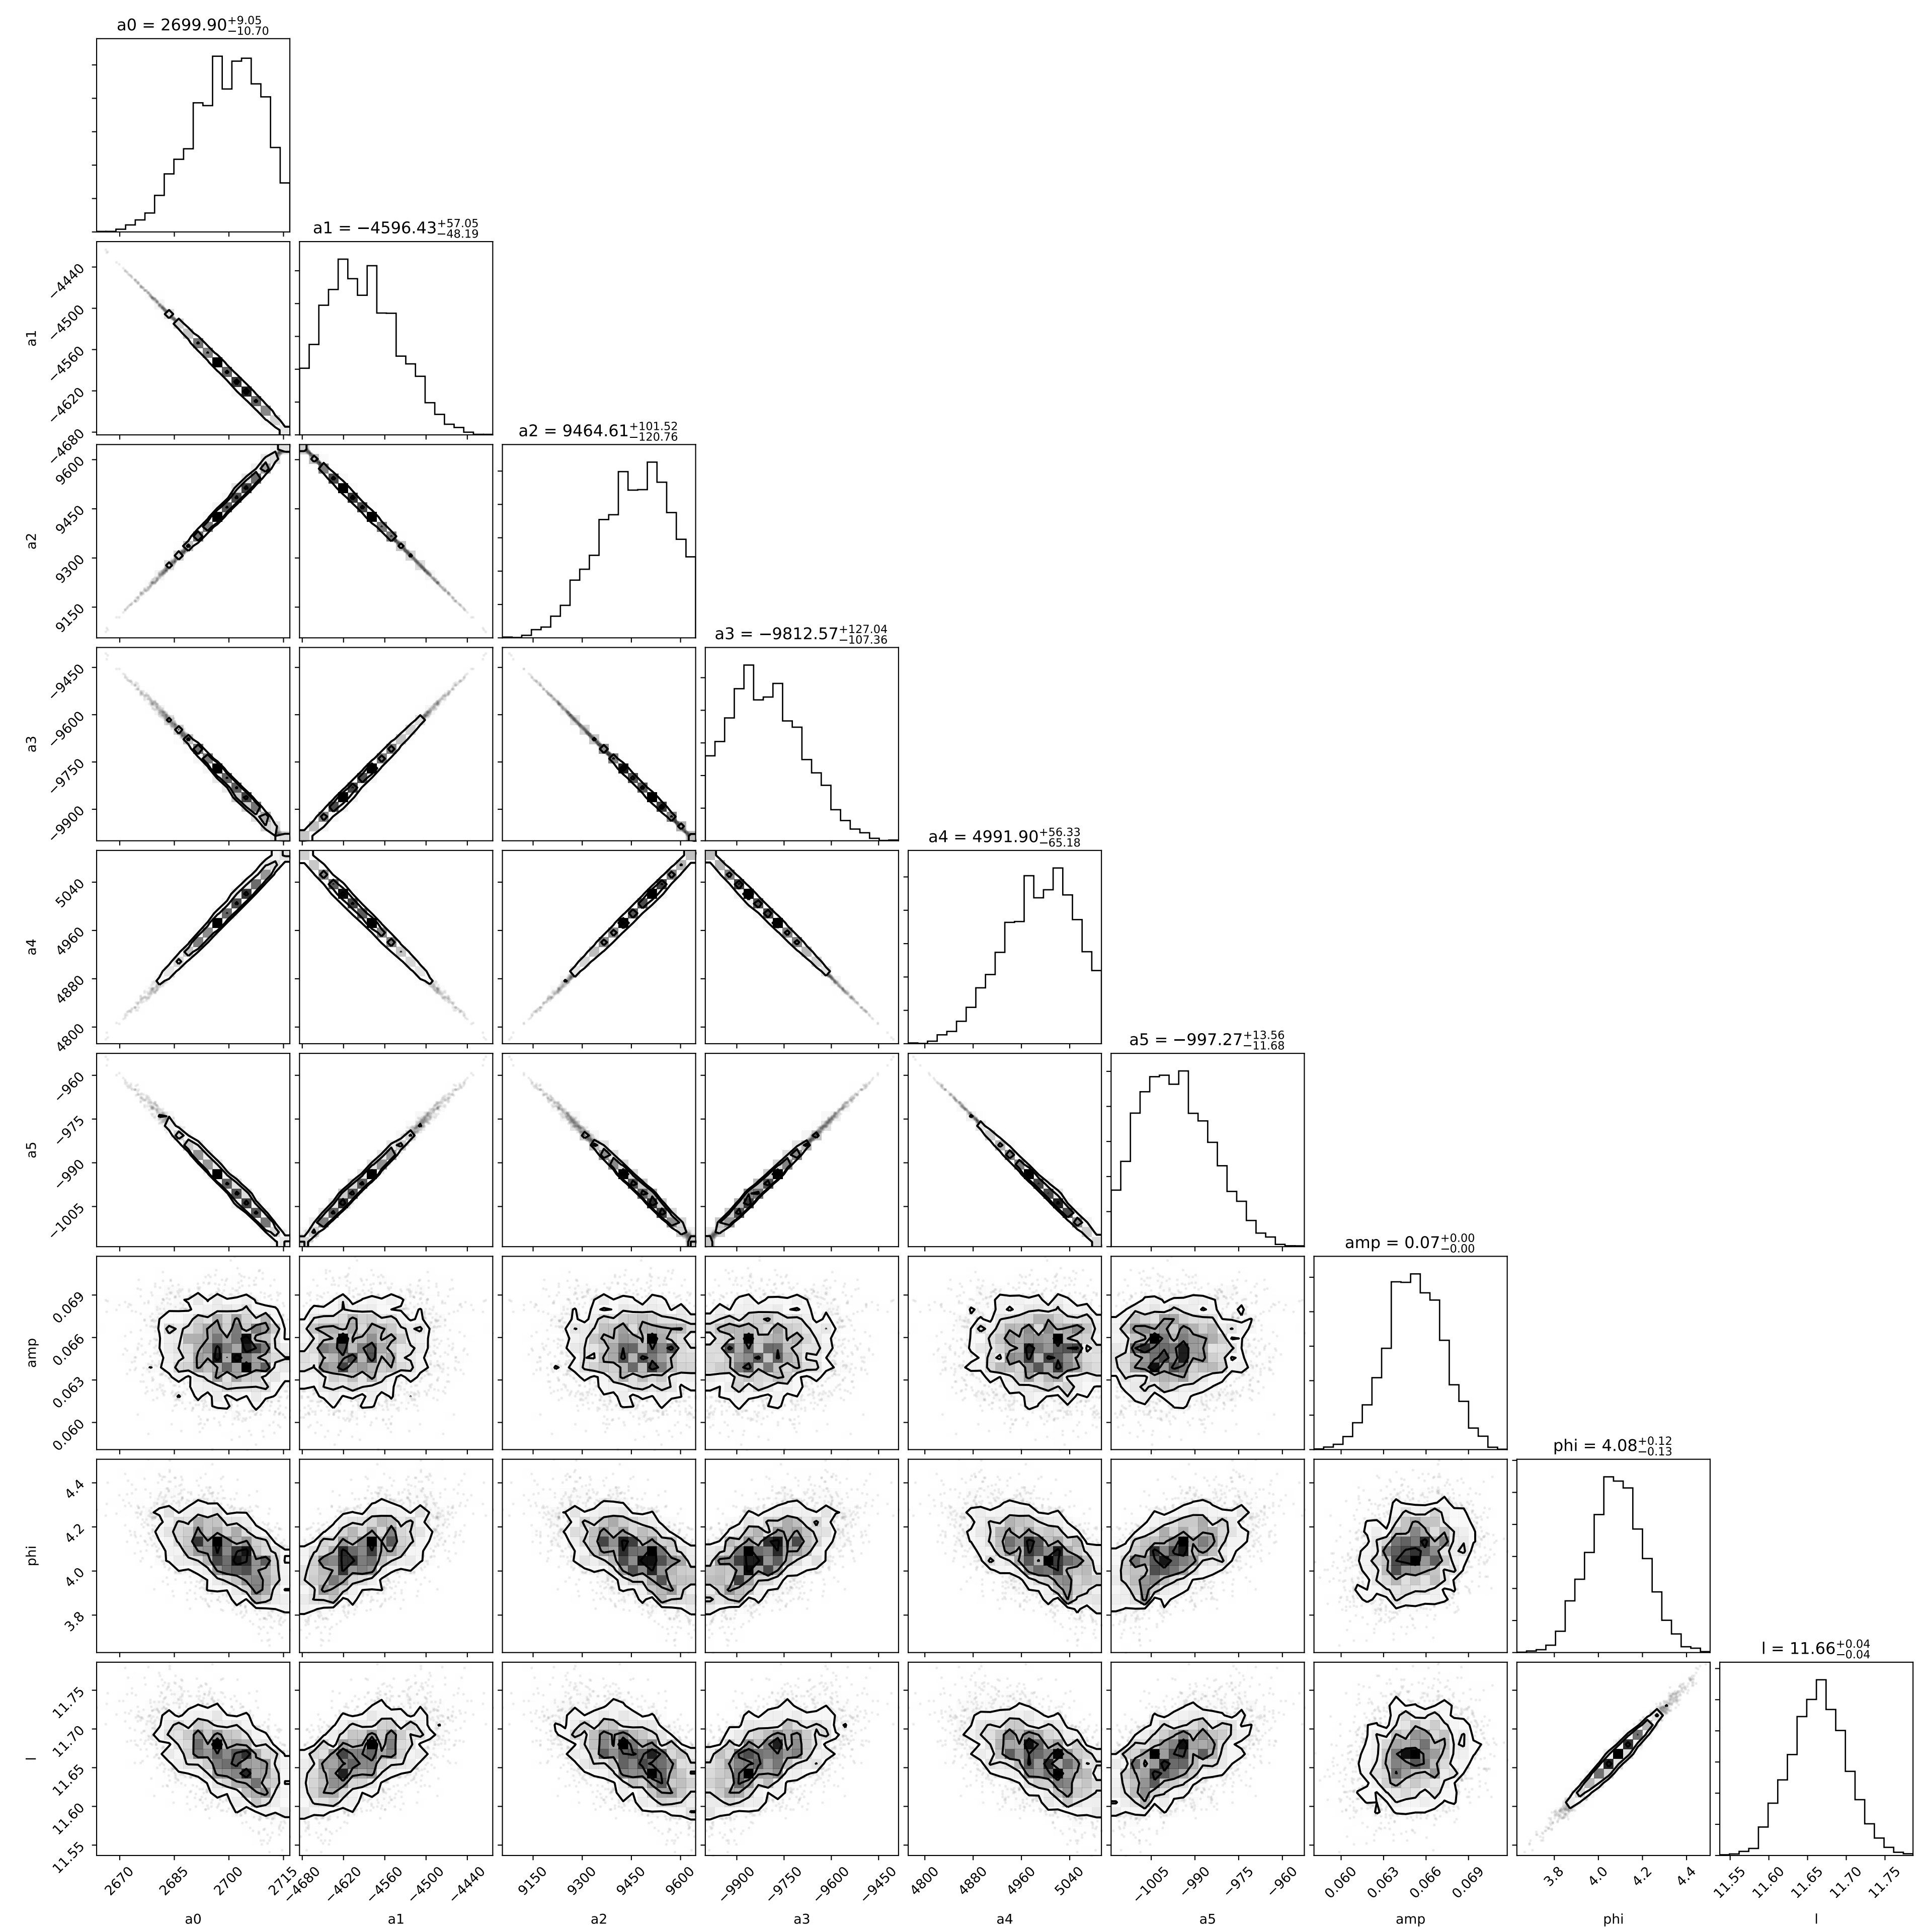 a0 = 2699.90+9.05−10.70
a1 = −4596.43+57.05−48.19
−4440
−4500
−4560
−4620
−4680
a1
a2 = 9464.61+101.52−120.76
9600
9450
9300
9150
a2
a3 = −9812.57+127.04−107.36
−9450
−9600
−9750
−9900
a3
a4 = 4991.90+56.33−65.18
5040
4960
4880
4800
a4
a5 = −997.27+13.56−11.68
−960
−975
−990
−1005
a5
amp = 0.07+0.00−0.00
0.069
0.066
0.063
0.060
amp
phi = 4.08+0.12−0.13
4.4
4.2
4.0
3.8
phi
l = 11.66+0.04−0.04
11.75
11.70
11.65
11.60
11.55
l
2670 2685 2700 2715 −4680 −4620 −4560 −4500 −4440 9150 9300 9450 9600 −9900 −9750 −9600 −9450 4800 4880 4960 5040 −1005 −990 −975 −960 0.060 0.063 0.066 0.069 3.8 4.0 4.2 4.4 11.55 11.60 11.65 11.70 11.75
a0 a1 a2 a3 a4 a5 amp phi l